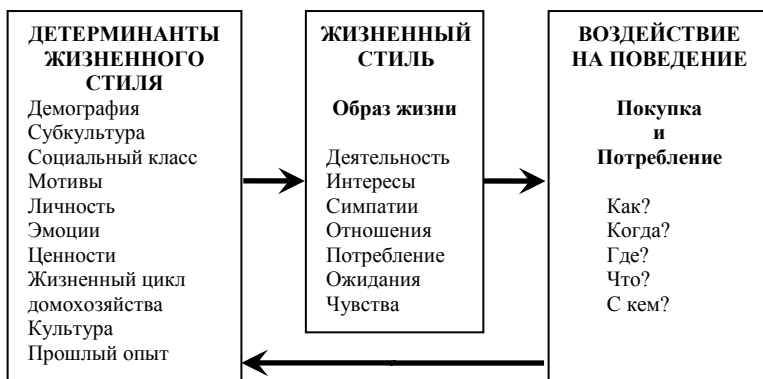 ДЕТЕРМИНАНТЫ
ЖИЗНЕННОГО
СТИЛЯ
Демография
Субкультура
Социальный класс
Мотивы
Личность
Эмоции
Ценности
Жизненный цикл
домохозяйства
Культура
Прошлый опыт
ЖИЗНЕННЫЙ
СТИЛЬ
Образ жизни
Деятельность
Интересы
Симпатии
Отношения
Потребление
Ожидания
Чувства
ВОЗДЕЙСТВИЕ
НА ПОВЕДЕНИЕ
Покупка
и
Потребление
Как?
Когда?
Где?
Что?
С кем?